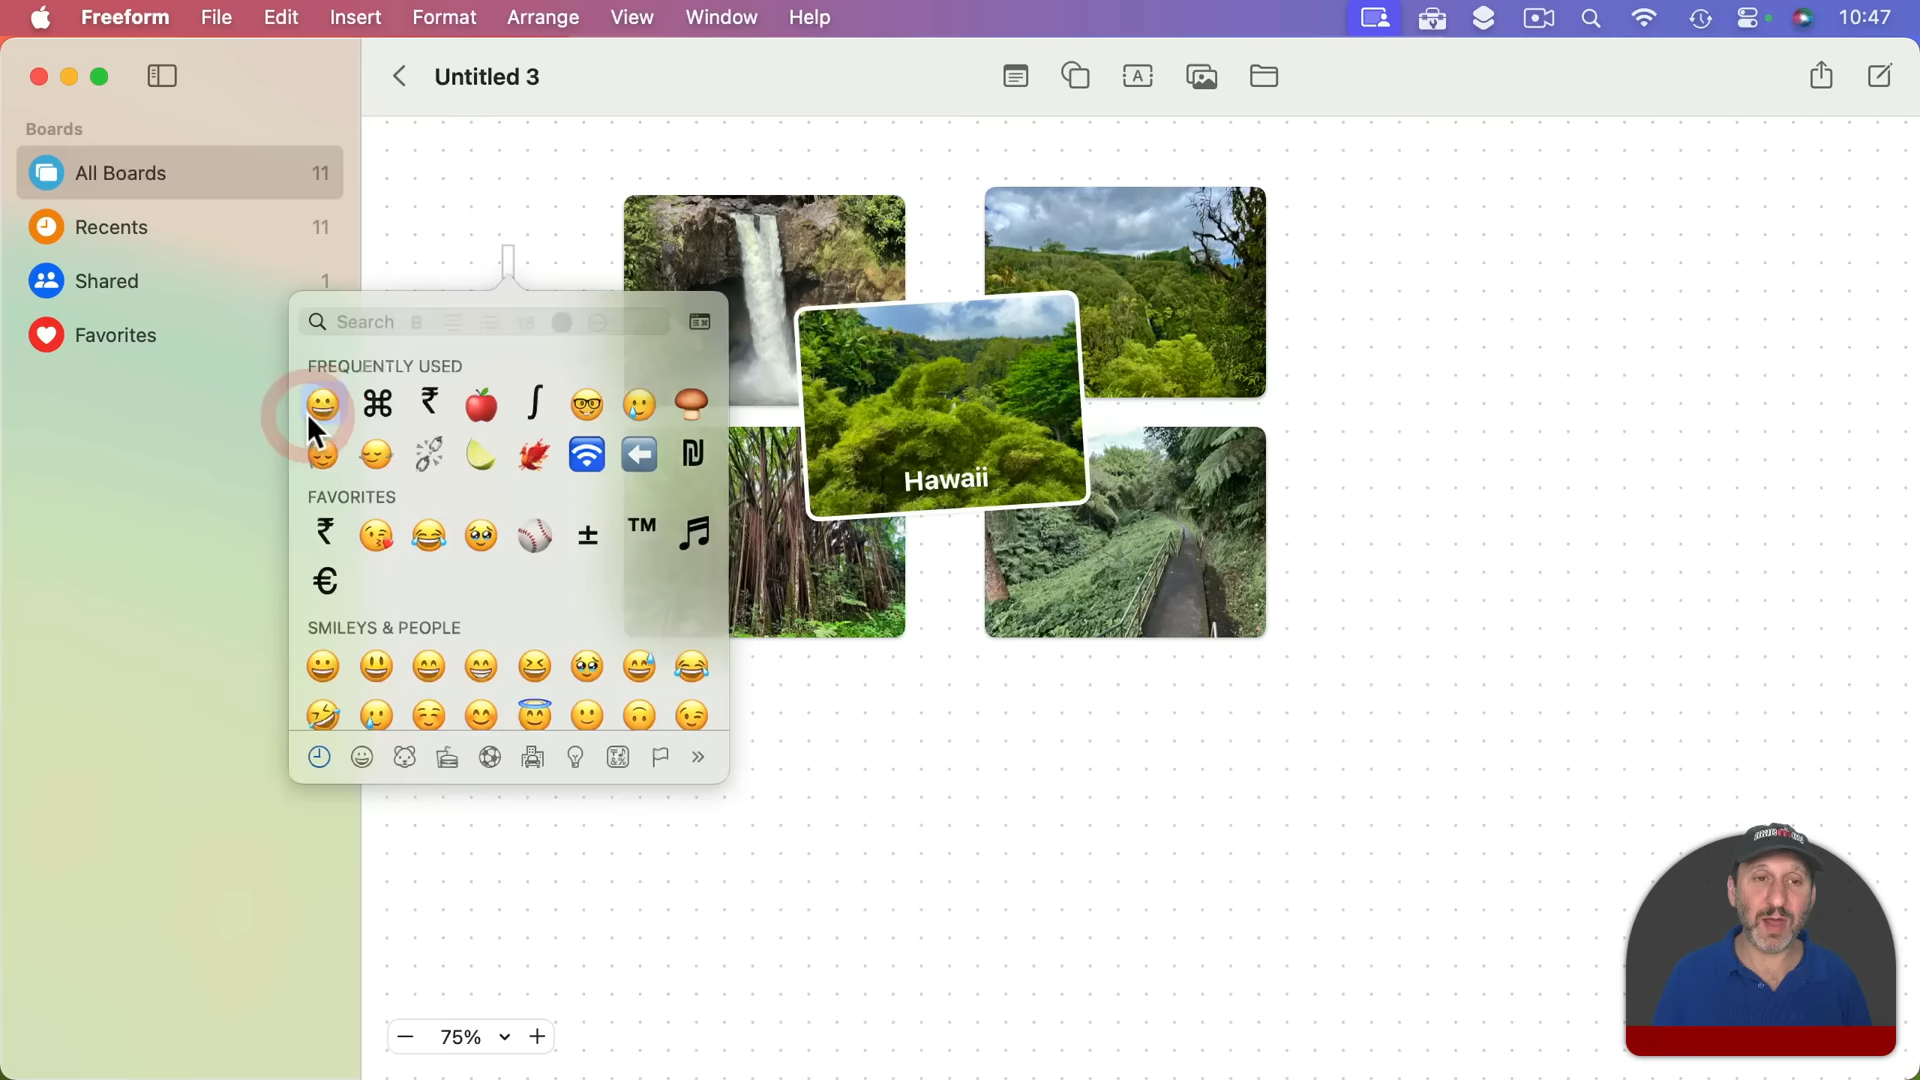 Freeform File Edit Insert Format Arrange View Window Help 10:47
Untitled 3
Boards
All Boards 11
Recents 11
Shared 1
Favorites
Search
FREQUENTLY USED
⌘ ₹ ∫
₪
FAVORITES
₹ ± ™
€
SMILEYS & PEOPLE
Hawaii
75%